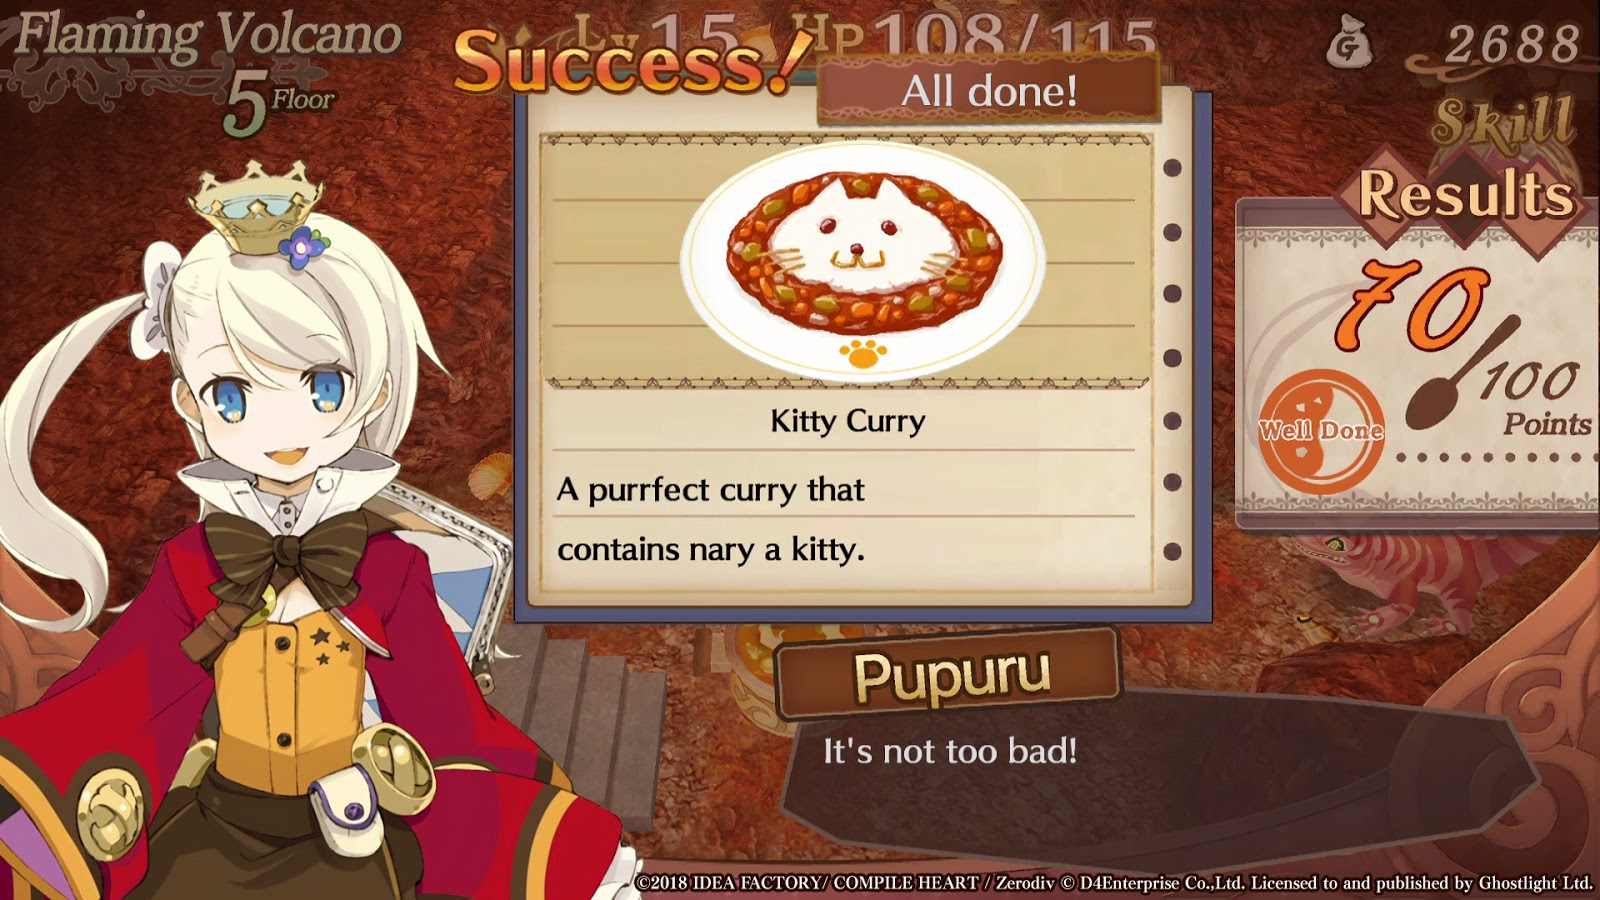 Flaming Volcano
5 Floor
Lv 15 Hp 108/115
G 2688
Skill
Success!
All done!
Kitty Curry
A purrfect curry that
contains nary a kitty.
Results
70
/100
Points
Well Done
Pupuru
It's not too bad!
©2018 IDEA FACTORY/ COMPILE HEART / Zerodiv © D4Enterprise Co.,Ltd. Licensed to and published by Ghostlight Ltd.